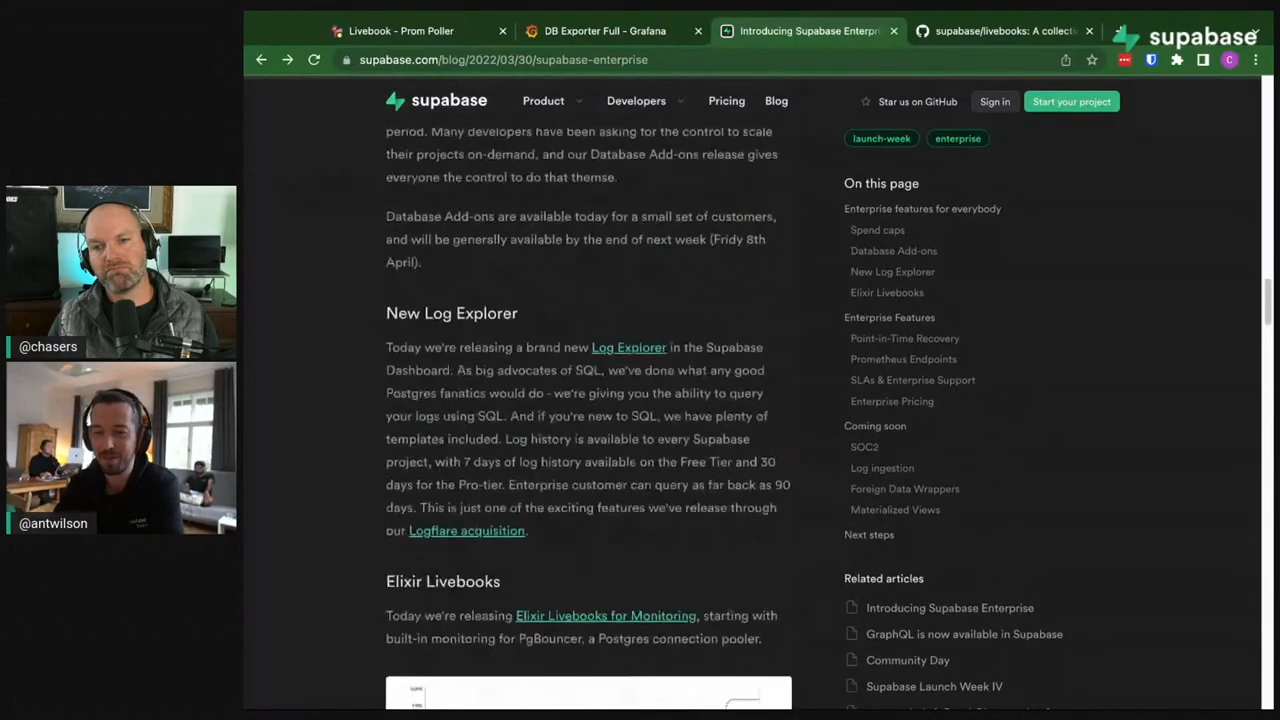 Livebook - Prom Poller
DB Exporter Full - Grafana
Introducing Supabase Enterpri
supabase/livebooks: A collecti
supabase
supabase.com/blog/2022/03/30/supabase-enterprise
C
supabase
Product
Developers
Pricing
Blog
Star us on GitHub
Sign in
Start your project
period. Many developers have been asking for the control to scale
their projects on-demand, and our Database Add-ons release gives
everyone the control to do that themse.
Database Add-ons are available today for a small set of customers,
and will be generally available by the end of next week (Fridy 8th
April).
New Log Explorer
Today we're releasing a brand new Log Explorer in the Supabase
Dashboard. As big advocates of SQL, we've done what any good
Postgres fanatics would do - we're giving you the ability to query
your logs using SQL. And if you're new to SQL, we have plenty of
templates included. Log history is available to every Supabase
project, with 7 days of log history available on the Free Tier and 30
days for the Pro-tier. Enterprise customer can query as far back as 90
days. This is just one of the exciting features we've release through
our Logflare acquisition.
Elixir Livebooks
Today we're releasing Elixir Livebooks for Monitoring, starting with
built-in monitoring for PgBouncer, a Postgres connection pooler.
launch-week
enterprise
On this page
Enterprise features for everybody
Spend caps
Database Add-ons
New Log Explorer
Elixir Livebooks
Enterprise Features
Point-in-Time Recovery
Prometheus Endpoints
SLAs & Enterprise Support
Enterprise Pricing
Coming soon
SOC2
Log ingestion
Foreign Data Wrappers
Materialized Views
Next steps
Related articles
Introducing Supabase Enterprise
GraphQL is now available in Supabase
Community Day
Supabase Launch Week IV
@chasers
@antwilson